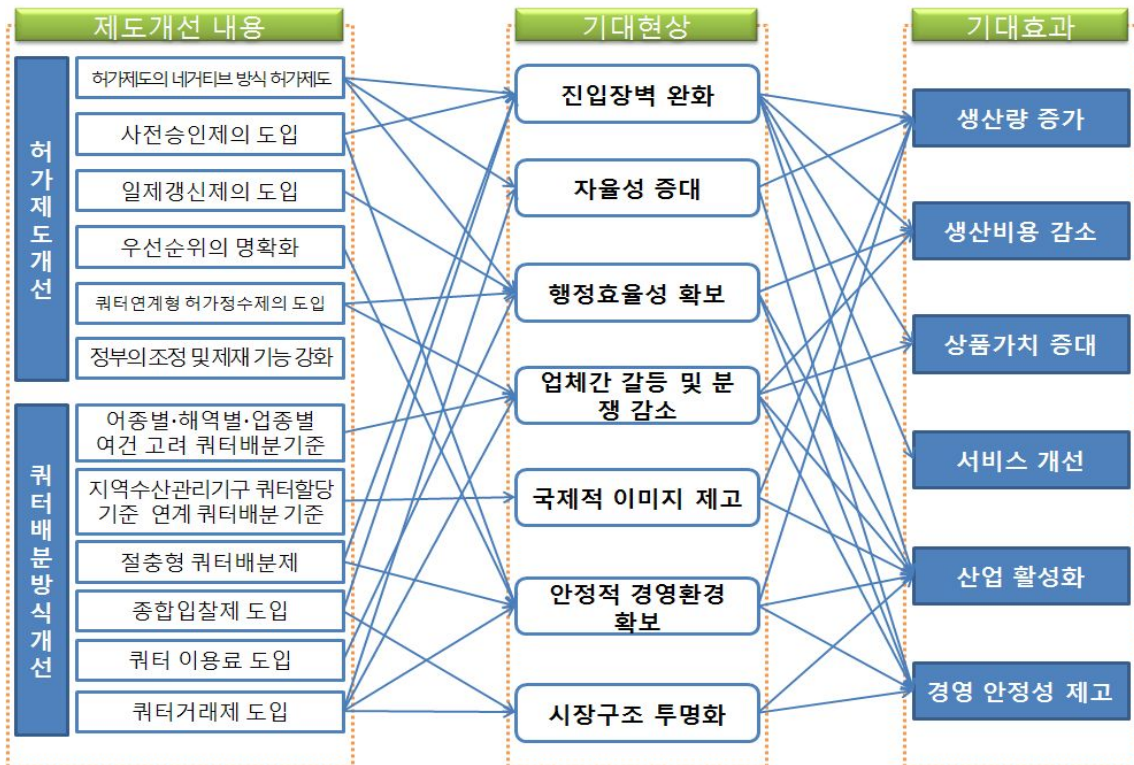 제도개선 내용
기대현상
기대효과
허가제도개선
허가제도의 네거티브 방식 허가제도
사전승인제의 도입
일제갱신제의 도입
우선순위의 명확화
쿼터연계형 허가정수제의 도입
정부의 조정 및 제재 기능 강화
쿼터배분방식개선
어종별·해역별·업종별
여건 고려 쿼터배분기준
지역수산관리기구 쿼터할당
기준 연계 쿼터배분 기준
절충형 쿼터배분제
종합입찰제 도입
쿼터 이용료 도입
쿼터거래제 도입
진입장벽 완화
자율성 증대
행정효율성 확보
업체간 갈등 및 분
쟁 감소
국제적 이미지 제고
안정적 경영환경
확보
시장구조 투명화
생산량 증가
생산비용 감소
상품가치 증대
서비스 개선
산업 활성화
경영 안정성 제고